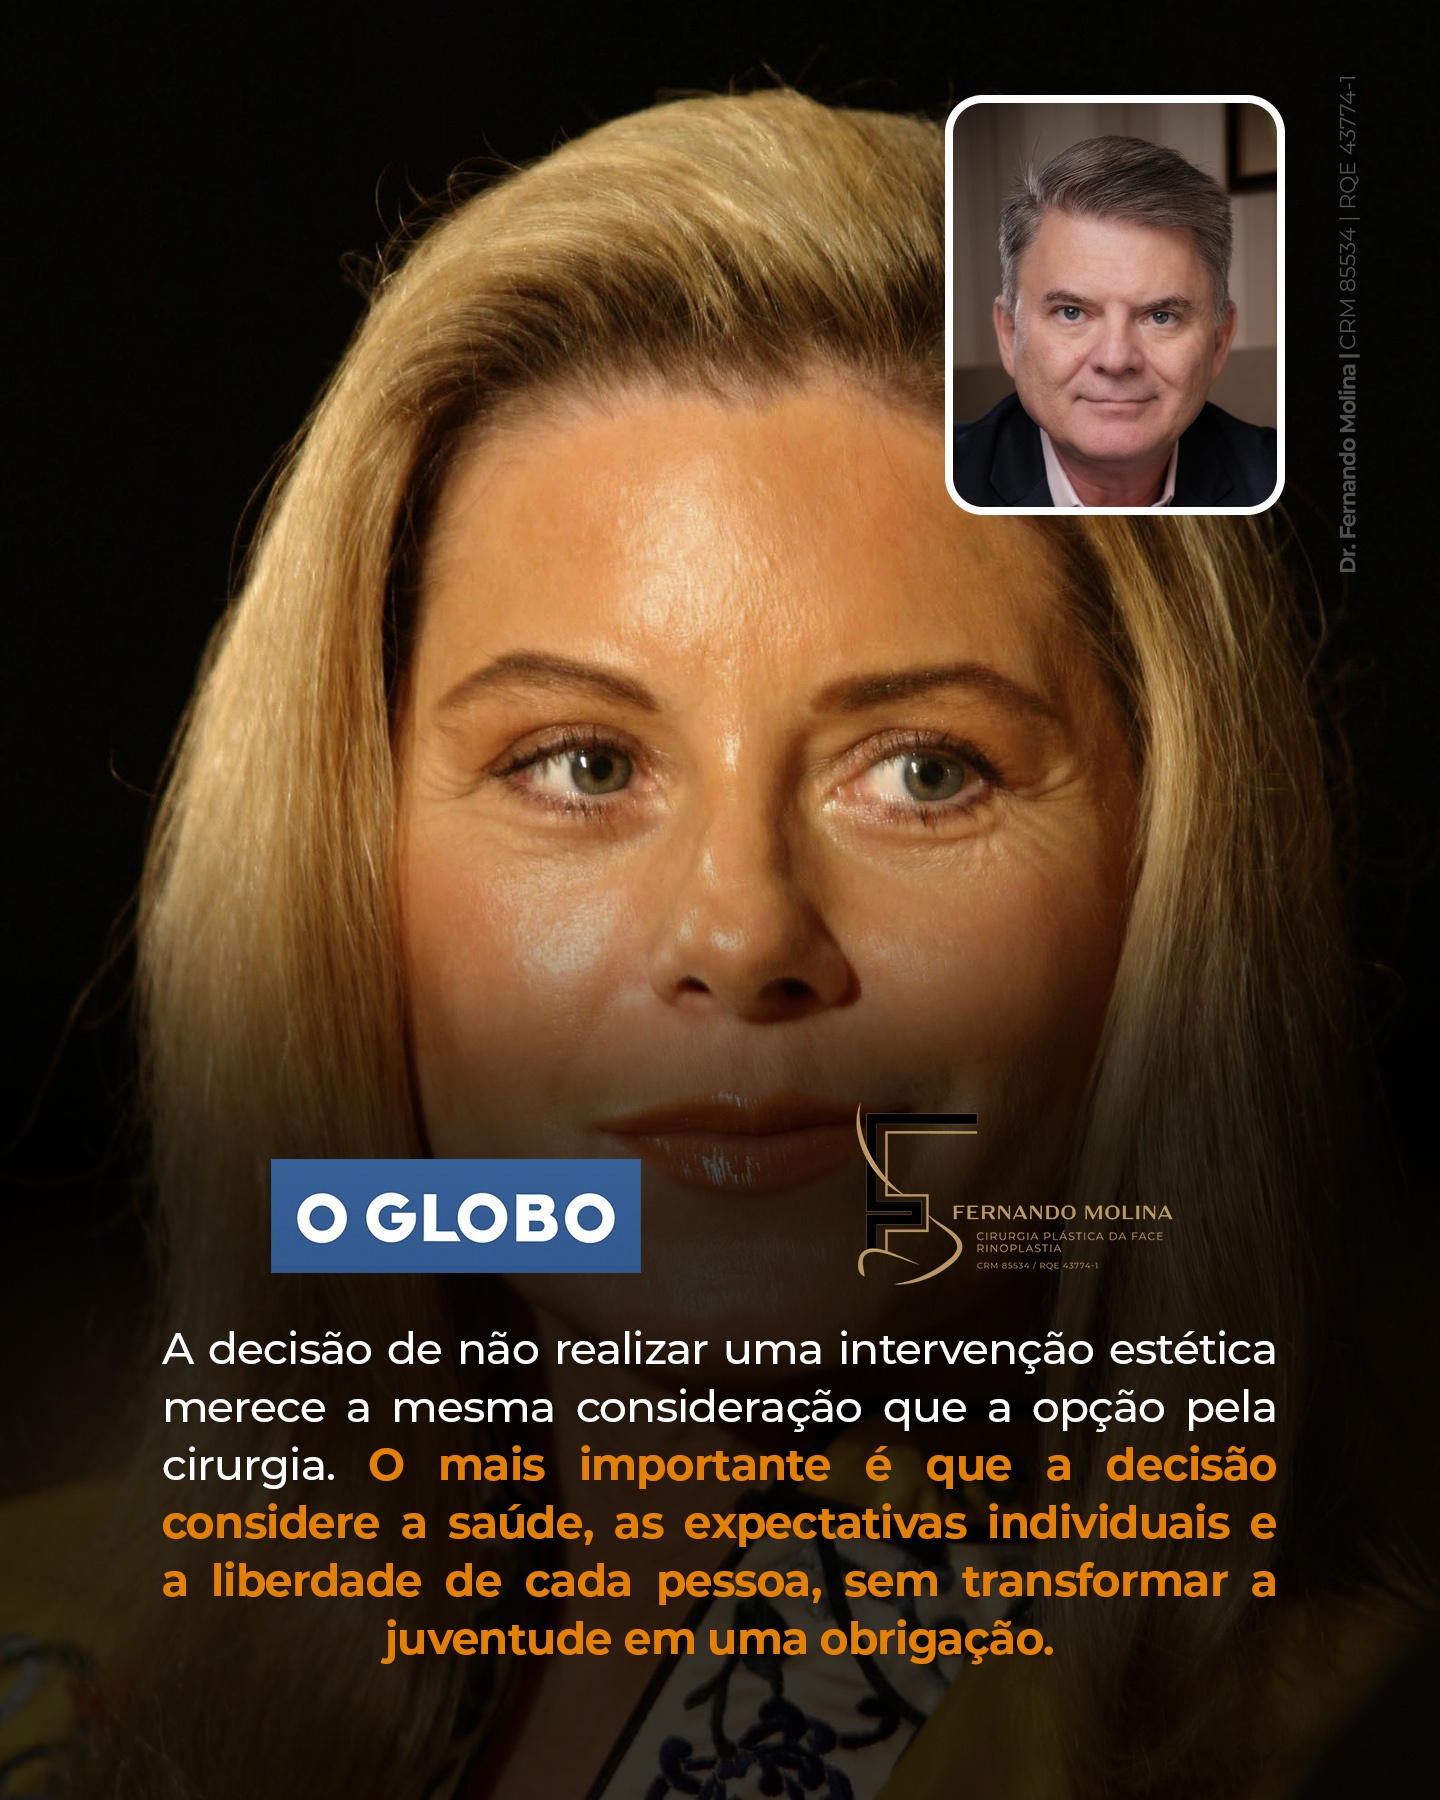 Dr. Fernando Molina | CRM 85534 | RQE 43774-1
O GLOBO
FERNANDO MOLINA
CIRURGIA PLÁSTICA DA FACE
RINOPLASTIA
CRM 85534 / RQE 43774-1
A decisão de não realizar uma intervenção estética
merece a mesma consideração que a opção pela
cirurgia. O mais importante é que a decisão
considere a saúde, as expectativas individuais e
a liberdade de cada pessoa, sem transformar a
juventude em uma obrigação.